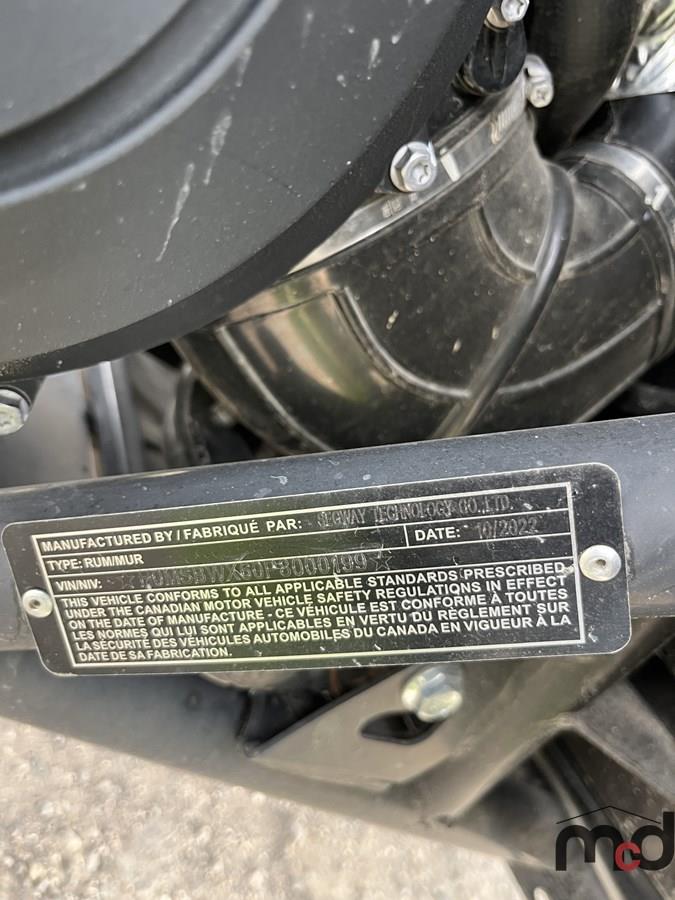 MANUFACTURED BY / FABRIQUÉ PAR: SEGWAY TECHNOLOGY CO.,LTD.
TYPE: RUM/MUR DATE: 10/2022
VIN/NIV:
THIS VEHICLE CONFORMS TO ALL APPLICABLE STANDARDS PRESCRIBED
UNDER THE CANADIAN MOTOR VEHICLE SAFETY REGULATIONS IN EFFECT
ON THE DATE OF MANUFACTURE - CE VÉHICULE EST CONFORME À TOUTES
LES NORMES QUI LUI SONT APPLICABLES EN VERTU DU RÈGLEMENT SUR
LA SÉCURITÉ DES VÉHICULES AUTOMOBILES DU CANADA EN VIGUEUR À LA
DATE DE SA FABRICATION.
mcd